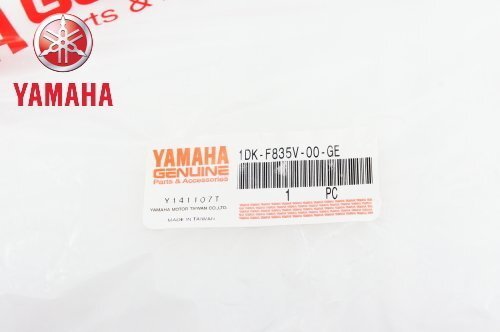 YAMAHA
YAMAHA
GENUINE
Parts & Accessories
Y141107T
YAMAHA MOTOR TAIWAN CO.,LTD.
MADE IN TAIWAN
1DK-F835V-00-GE
1 PC